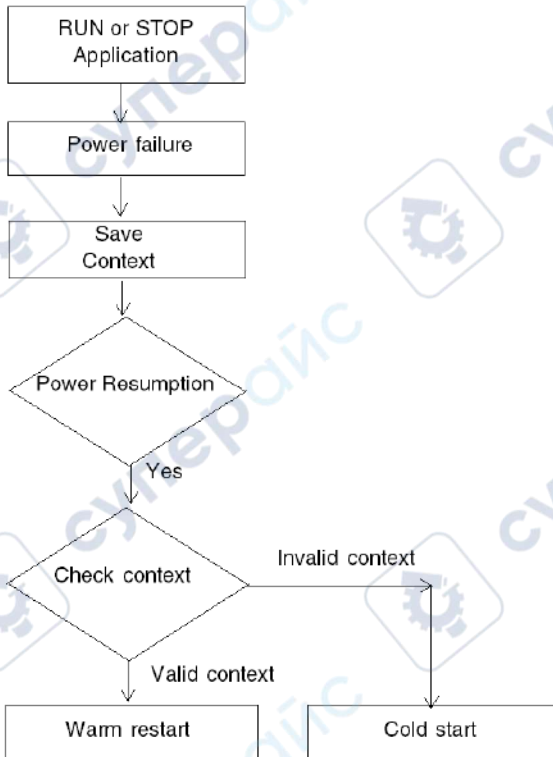 RUN or STOP
Application
Power failure
Save
Context
Power Resumption
Yes
Check context
Invalid context
Valid context
Warm restart
Cold start
суперайс